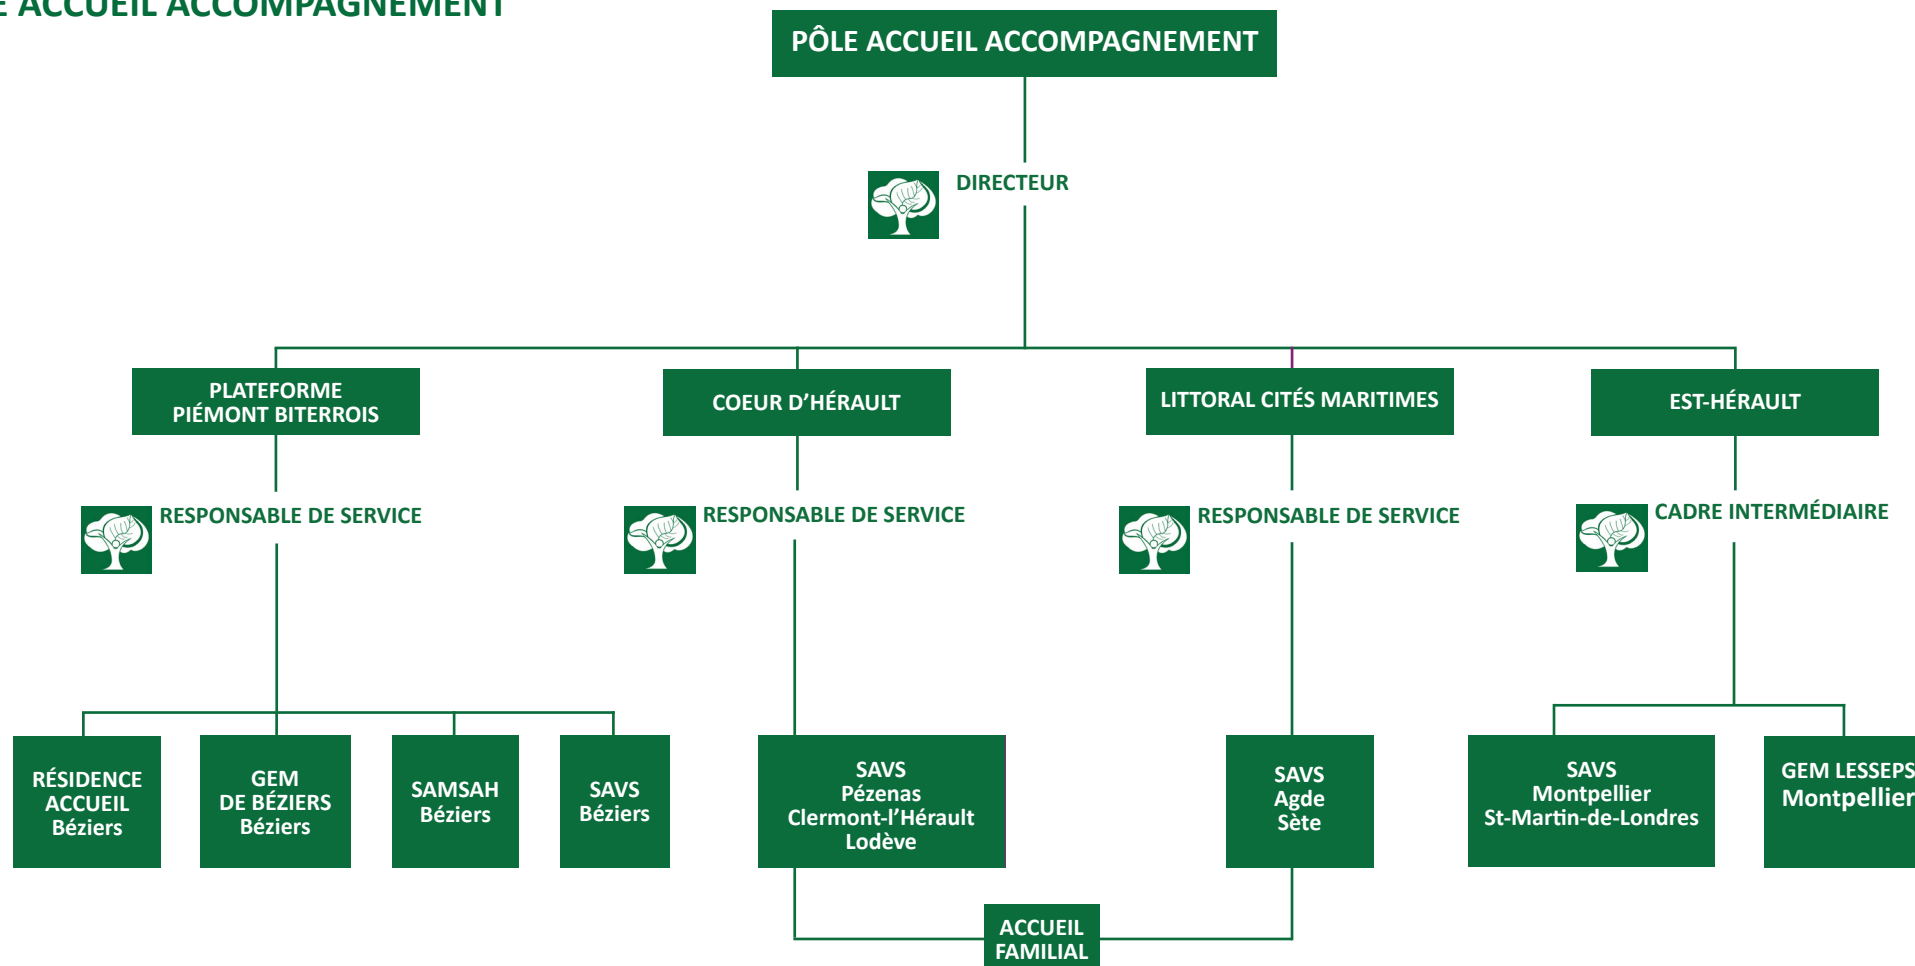 E ACCUEIL ACCOMPAGNEMENT
PÔLE ACCUEIL ACCOMPAGNEMENT
DIRECTEUR
PLATEFORME
PIÉMONT BITERROIS
COEUR D’HÉRAULT
LITTORAL CITÉS MARITIMES
EST-HÉRAULT
RESPONSABLE DE SERVICE
RESPONSABLE DE SERVICE
RESPONSABLE DE SERVICE
CADRE INTERMÉDIAIRE
RÉSIDENCE
ACCUEIL
Béziers
GEM
DE BÉZIERS
Béziers
SAMSAH
Béziers
SAVS
Béziers
SAVS
Pézenas
Clermont-l’Hérault
Lodève
SAVS
Agde
Sète
SAVS
Montpellier
St-Martin-de-Londres
GEM LESSEPS
Montpellier
ACCUEIL
FAMILIAL